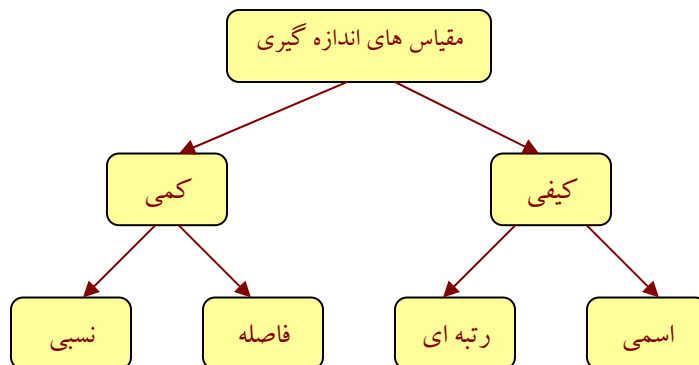 مقیاس های اندازه گیری
کیفی
کمی
اسمی
رتبه ای
فاصله
نسبی